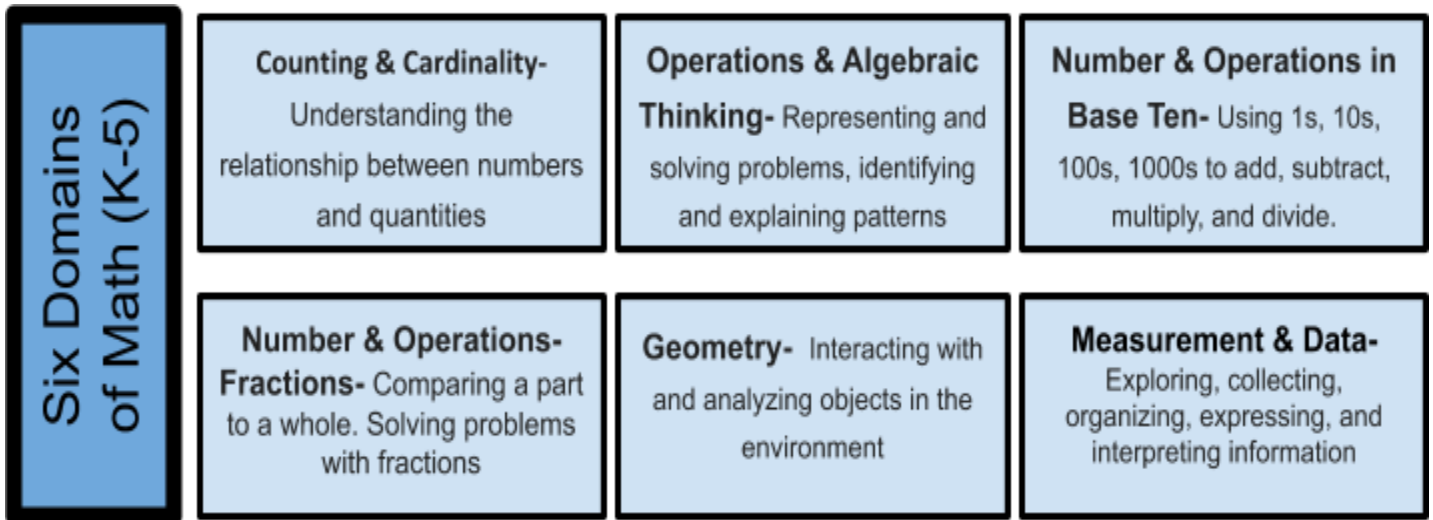 Six Domains
of Math (K-5)
Counting & Cardinality-
Understanding the
relationship between numbers
and quantities
Operations & Algebraic
Thinking- Representing and
solving problems, identifying
and explaining patterns
Number & Operations in
Base Ten- Using 1s, 10s,
100s, 1000s to add, subtract,
multiply, and divide.
Number & Operations-
Fractions- Comparing a part
to a whole. Solving problems
with fractions
Geometry- Interacting with
and analyzing objects in the
environment
Measurement & Data-
Exploring, collecting,
organizing, expressing, and
interpreting information